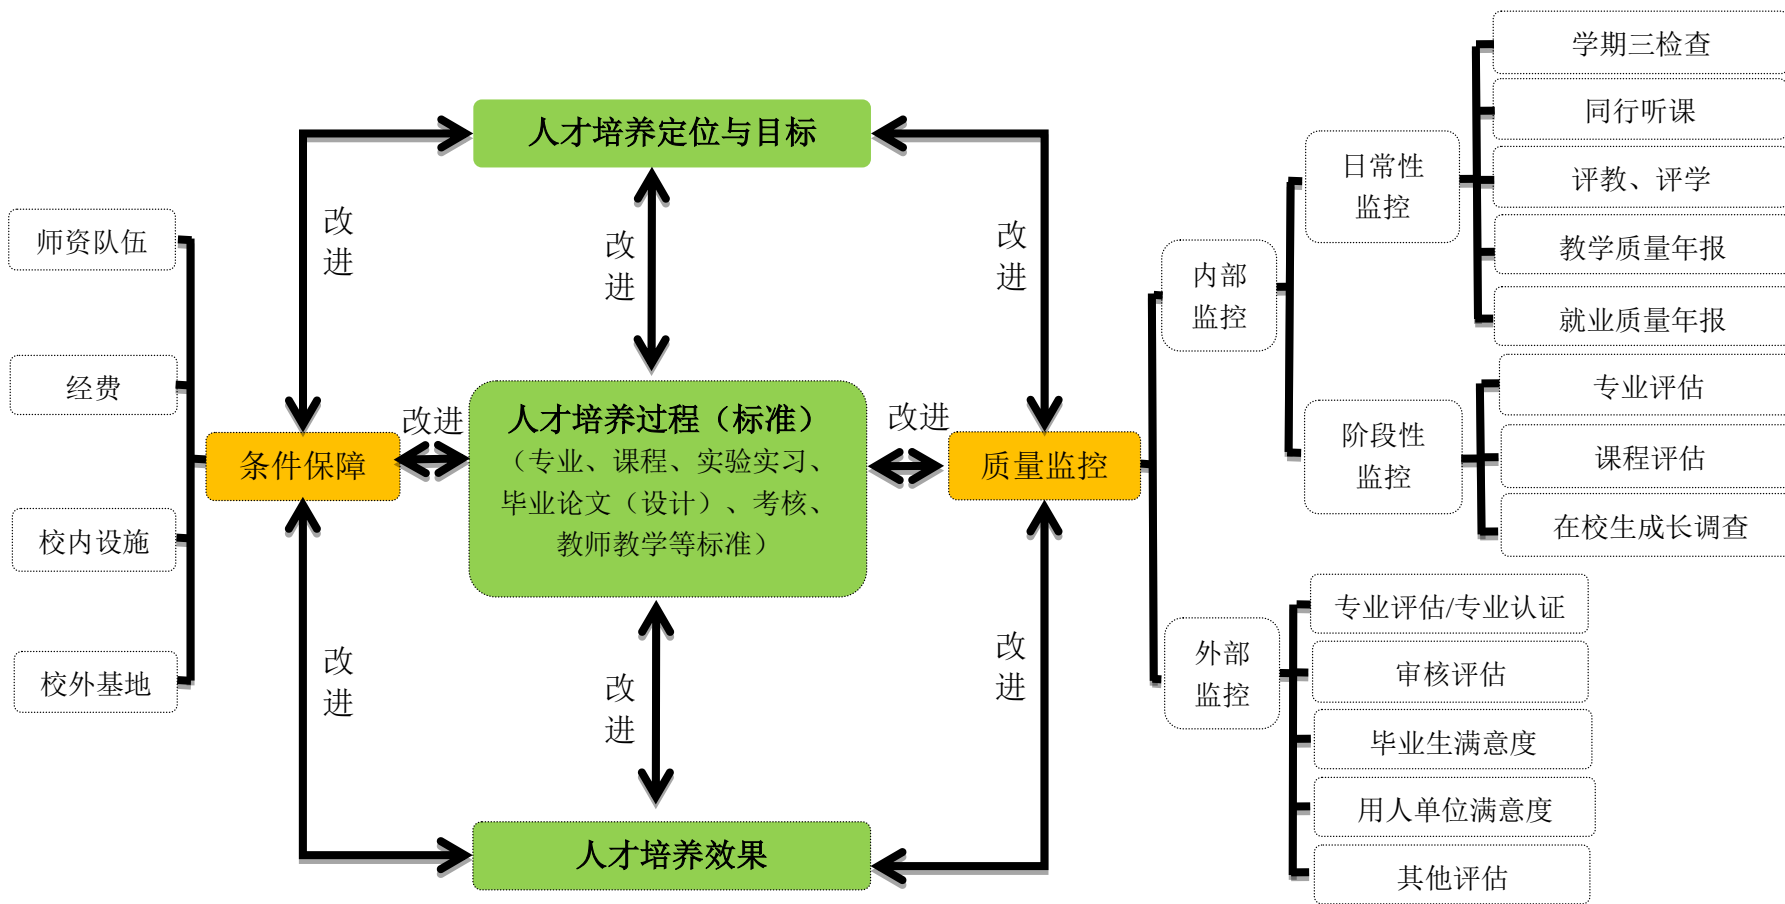 人才培养定位与目标
改
进
改
进
改
进
师资队伍
经费
校内设施
校外基地
条件保障
改进
人才培养过程（标准）
（专业、课程、实验实习、
毕业论文（设计）、考核、
教师教学等标准）
改进
质量监控
改
进
改
进
改
进
人才培养效果
内部
监控
日常性
监控
学期三检查
同行听课
评教、评学
教学质量年报
就业质量年报
阶段性
监控
专业评估
课程评估
在校生成长调查
外部
监控
专业评估/专业认证
审核评估
毕业生满意度
用人单位满意度
其他评估